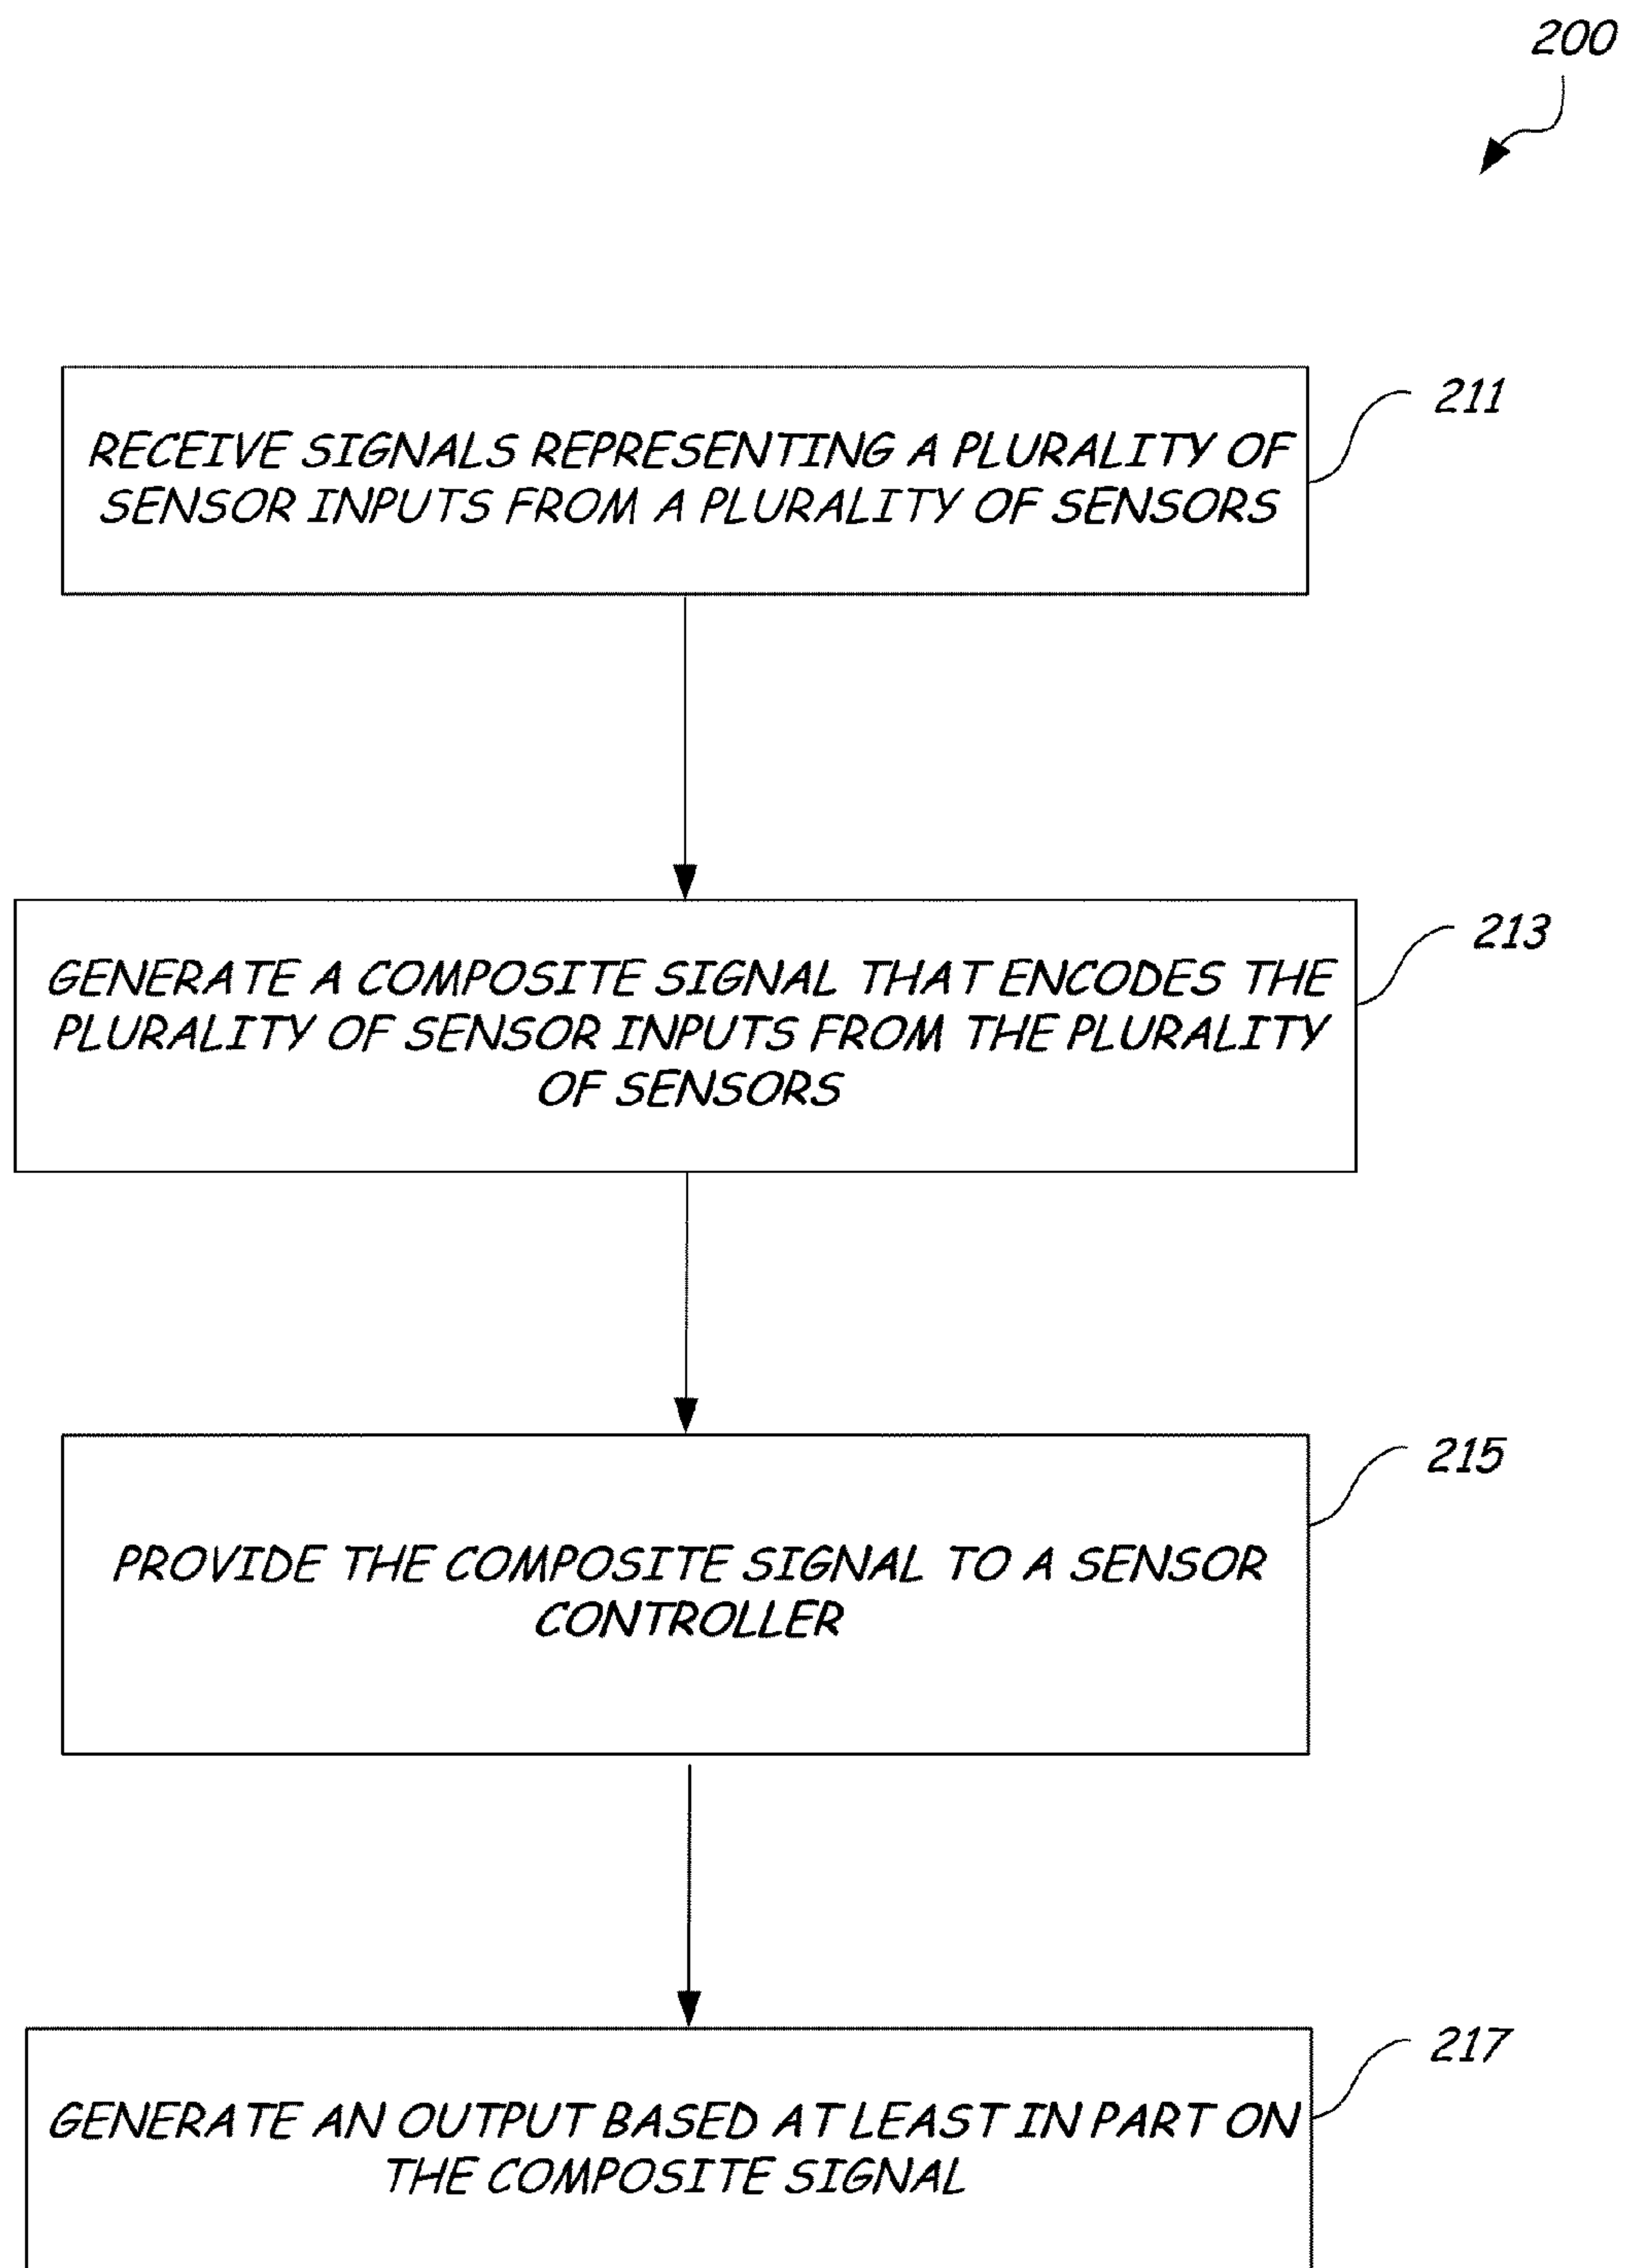 200
211
RECEIVE SIGNALS REPRESENTING A PLURALITY OF
SENSOR INPUTS FROM A PLURALITY OF SENSORS
213
GENERATE A COMPOSITE SIGNAL THAT ENCODES THE
PLURALITY OF SENSOR INPUTS FROM THE PLURALITY
OF SENSORS
215
PROVIDE THE COMPOSITE SIGNAL TO A SENSOR
CONTROLLER
217
GENERATE AN OUTPUT BASED AT LEAST IN PART ON
THE COMPOSITE SIGNAL